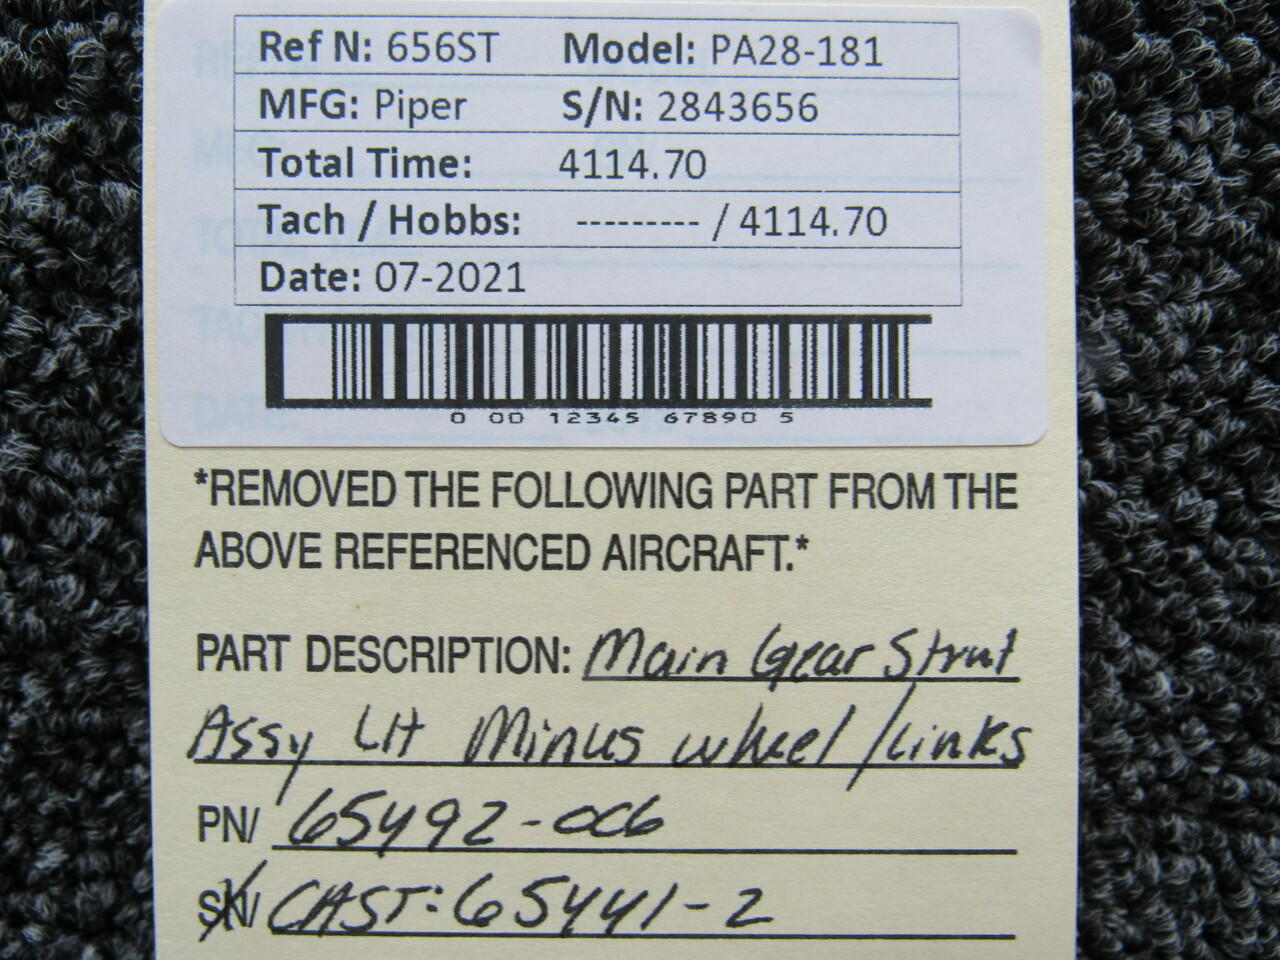 Ref N: 656ST Model: PA28-181
MFG: Piper S/N: 2843656
Total Time: 4114.70
Tach / Hobbs: --------- / 4114.70
Date: 07-2021
0 00 12345 67890 5
*REMOVED THE FOLLOWING PART FROM THE
ABOVE REFERENCED AIRCRAFT.*
PART DESCRIPTION: Main Gear Strut
Assy LH Minus wheel/links
PN/ 65492-006
SN/ CAST: 65441-2